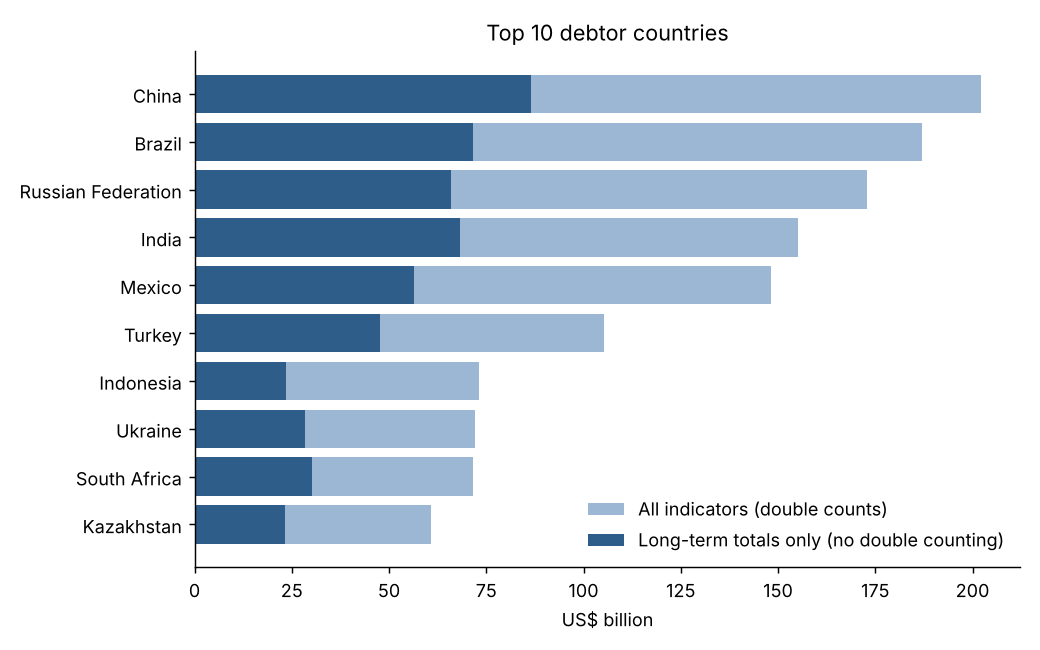 Top 10 debtor countries
China
Brazil
Russian Federation
India
Mexico
Turkey
Indonesia
Ukraine
South Africa
Kazakhstan
All indicators (double counts)
Long-term totals only (no double counting)
0 25 50 75 100 125 150 175 200
US$ billion